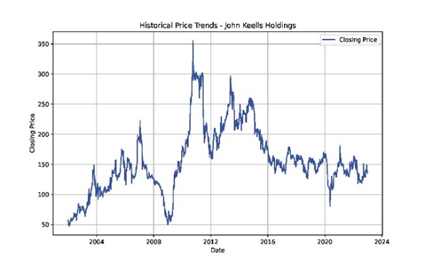 Historical Price Trends - John Keells Holdings
Closing Price
350
300
250
200
150
100
50
Closing Price
2004 2008 2012 2016 2020 2024
Date